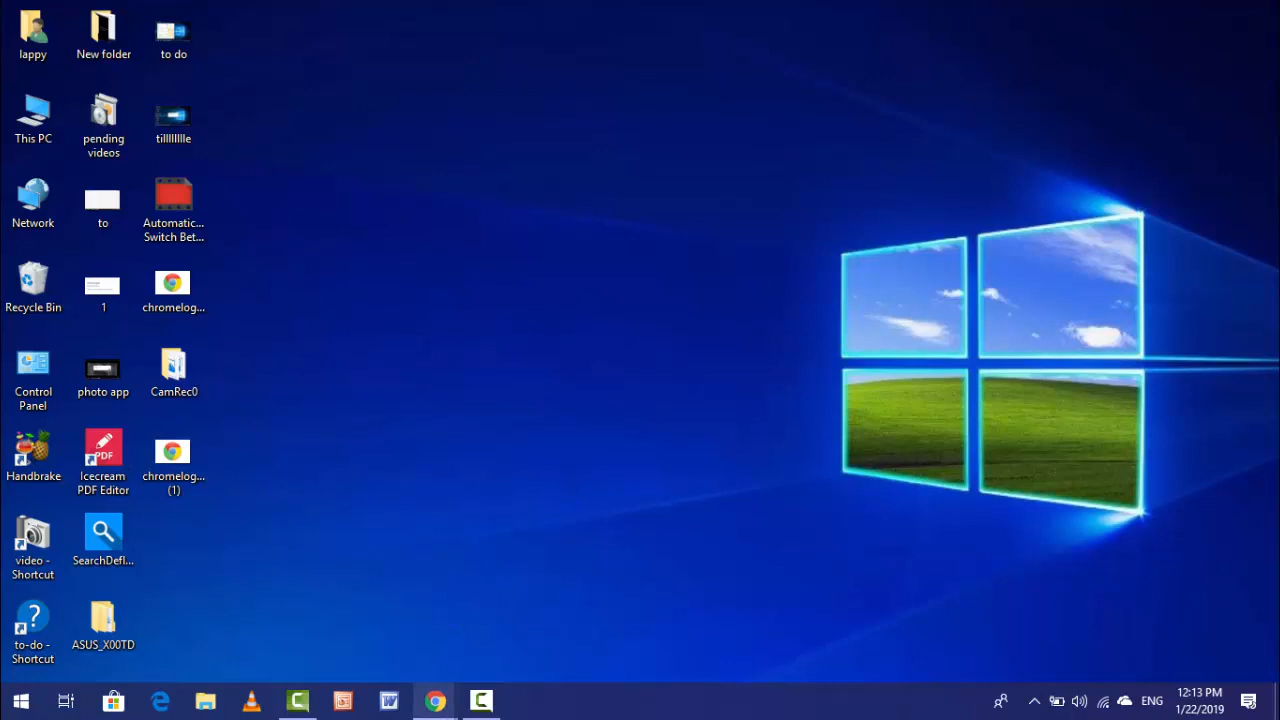 lappy
New folder
to do
This PC
pending
videos
tilllllllle
Network
to
Automatic...
Switch Bet...
Recycle Bin
1
chromelog...
Control
Panel
photo app
CamRec0
Handbrake
PDF
Icecream
PDF Editor
chromelog...
(1)
video -
Shortcut
SearchDefl...
to-do -
Shortcut
ASUS_X00TD
ENG
12:13 PM
1/22/2019